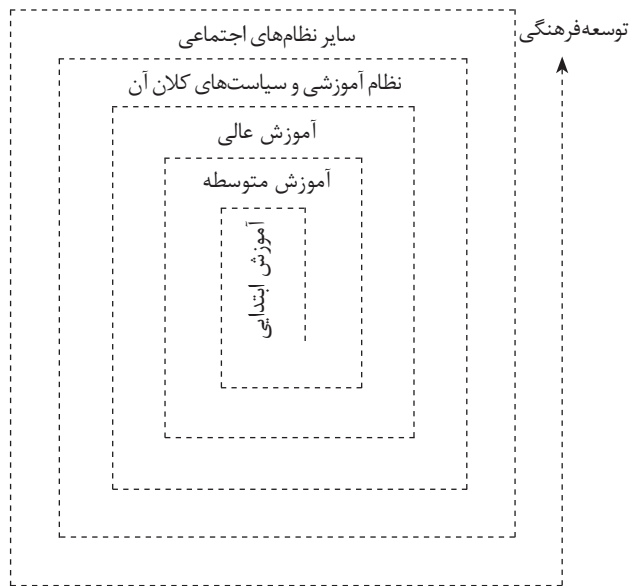 توسعه‌فرهنگی
سایر نظام‌های اجتماعی
نظام آموزشی و سیاست‌های کلان آن
آموزش عالی
آموزش متوسطه
آموزش ابتدایی